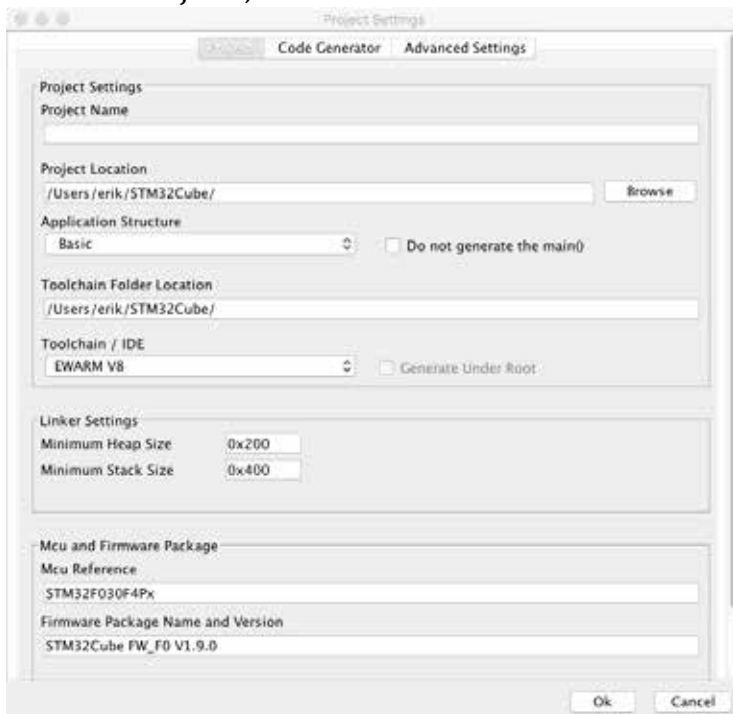 Project Settings
Code Generator Advanced Settings
Project Settings
Project Name
Project Location
/Users/erik/STM32Cube/ Browse
Application Structure
Basic Do not generate the main()
Toolchain Folder Location
/Users/erik/STM32Cube/
Toolchain / IDE
EWARM V8 Generate Under Root
Linker Settings
Minimum Heap Size 0x200
Minimum Stack Size 0x400
Mcu and Firmware Package
Mcu Reference
STM32F030F4Px
Firmware Package Name and Version
STM32Cube FW_F0 V1.9.0
Ok Cancel